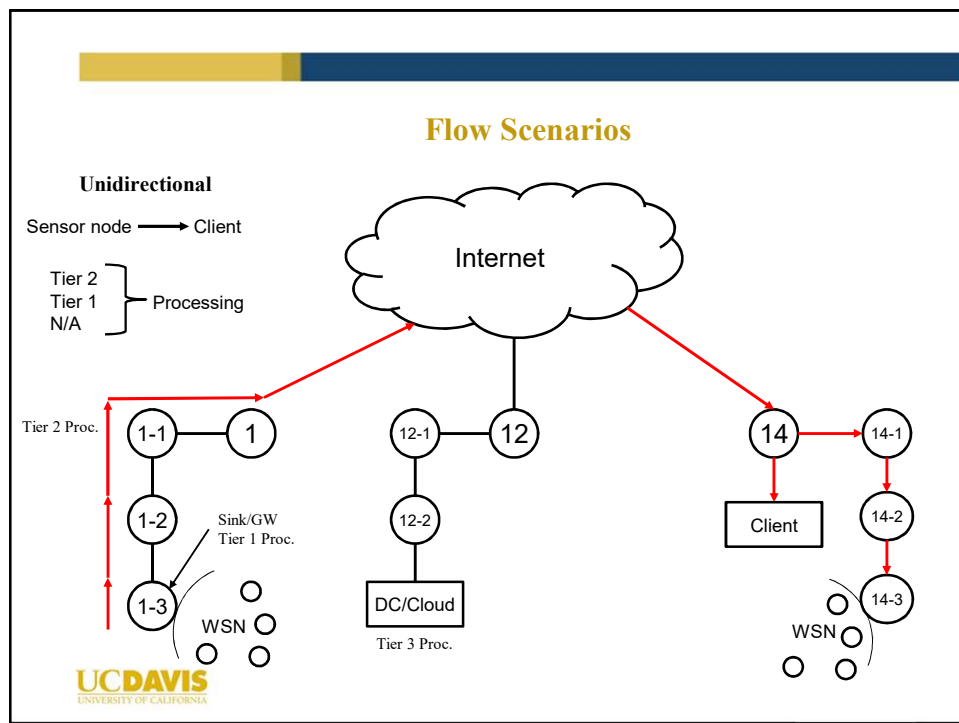 Flow Scenarios
Unidirectional
Sensor node
Client
Tier 2
Tier 1
N/A
Processing
Internet
Tier 2 Proc.
1-1
1
1-2
Sink/GW
Tier 1 Proc.
1-3
WSN
12-1
12
12-2
DC/Cloud
Tier 3 Proc.
14
14-1
Client
14-2
14-3
WSN
UCDAVIS
UNIVERSITY OF CALIFORNIA